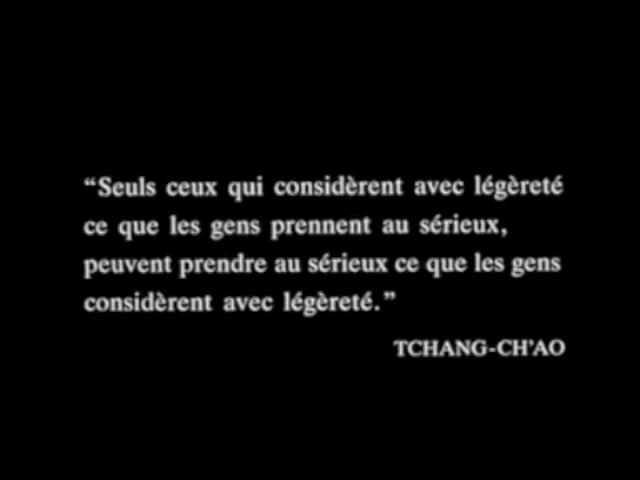 “Seuls ceux qui considèrent avec légèreté
ce que les gens prennent au sérieux,
peuvent prendre au sérieux ce que les gens
considèrent avec légèreté.”
TCHANG-CH'AO